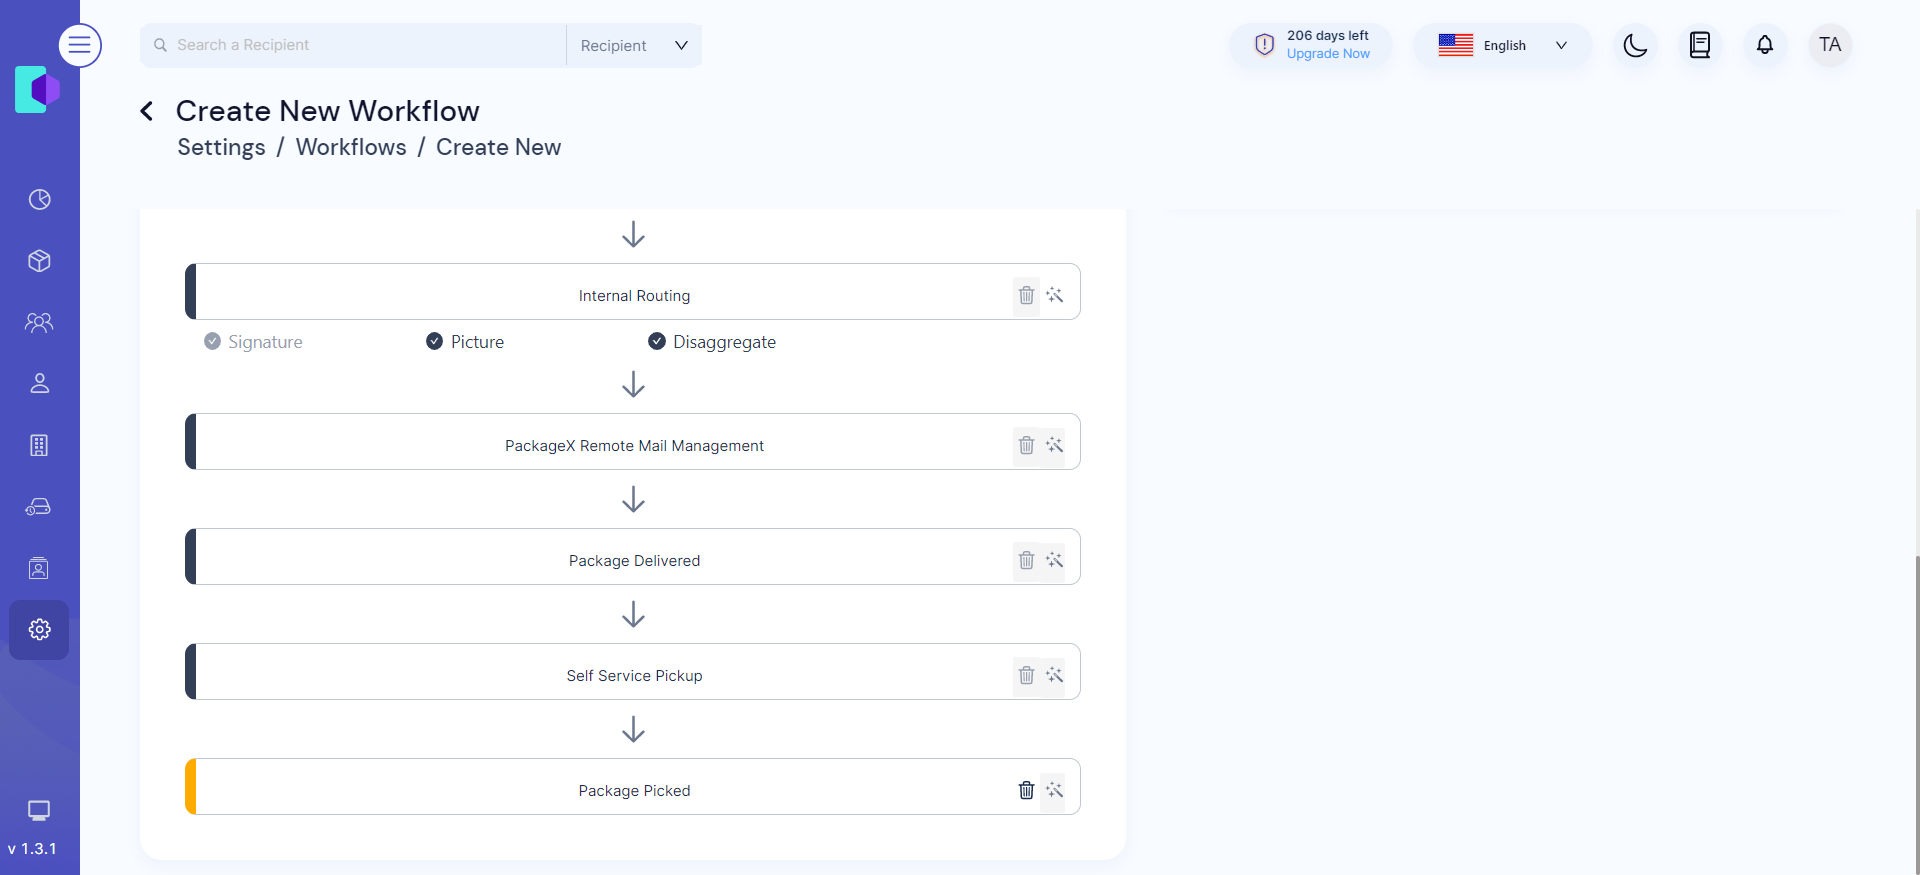 Search a Recipient
Recipient
206 days left
Upgrade Now
English
TA
Create New Workflow
Settings / Workflows / Create New
Internal Routing
Signature
Picture
Disaggregate
PackageX Remote Mail Management
Package Delivered
Self Service Pickup
Package Picked
v 1.3.1